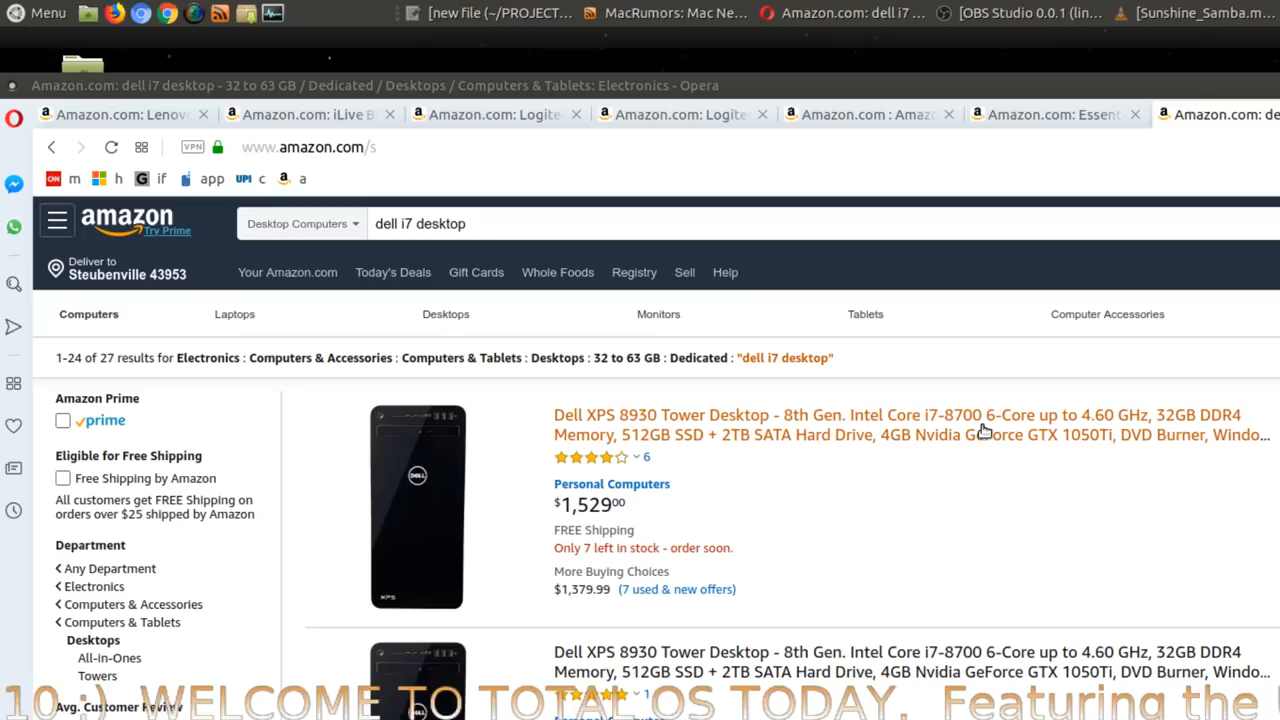 Menu [new file (~/PROJECT... MacRumors: Mac Ne... Amazon.com: dell i7 ... [OBS Studio 0.0.1 (lin... [Sunshine_Samba.m...
Amazon.com: dell i7 desktop - 32 to 63 GB / Dedicated / Desktops / Computers & Tablets: Electronics - Opera
Amazon.com: Lenov Amazon.com: iLive B Amazon.com: Logite Amazon.com: Logite Amazon.com : Amaz Amazon.com: Essent Amazon.com: de
VPN www.amazon.com/s
CNN m h G if app UPI c a a
amazon Try Prime Desktop Computers dell i7 desktop
Deliver to
Steubenville 43953
Your Amazon.com Today's Deals Gift Cards Whole Foods Registry Sell Help
Computers Laptops Desktops Monitors Tablets Computer Accessories
1-24 of 27 results for Electronics : Computers & Accessories : Computers & Tablets : Desktops : 32 to 63 GB : Dedicated : "dell i7 desktop"
Amazon Prime
prime
Eligible for Free Shipping
Free Shipping by Amazon
All customers get FREE Shipping on
orders over $25 shipped by Amazon
Department
Any Department
Electronics
Computers & Accessories
Computers & Tablets
Desktops
All-in-Ones
Towers
Avg. Customer Review
DELL
XPS
Dell XPS 8930 Tower Desktop - 8th Gen. Intel Core i7-8700 6-Core up to 4.60 GHz, 32GB DDR4
Memory, 512GB SSD + 2TB SATA Hard Drive, 4GB Nvidia GeForce GTX 1050Ti, DVD Burner, Windo...
6
Personal Computers
$1,529 00
FREE Shipping
Only 7 left in stock - order soon.
More Buying Choices
$1,379.99 (7 used & new offers)
Dell XPS 8930 Tower Desktop - 8th Gen. Intel Core i7-8700 6-Core up to 4.60 GHz, 32GB DDR4
Memory, 512GB SSD + 2TB SATA Hard Drive, 4GB Nvidia GeForce GTX 1050Ti, DVD Burner, Windo...
1
10 :) WELCOME TO TOTAL OS TODAY. Featuring the